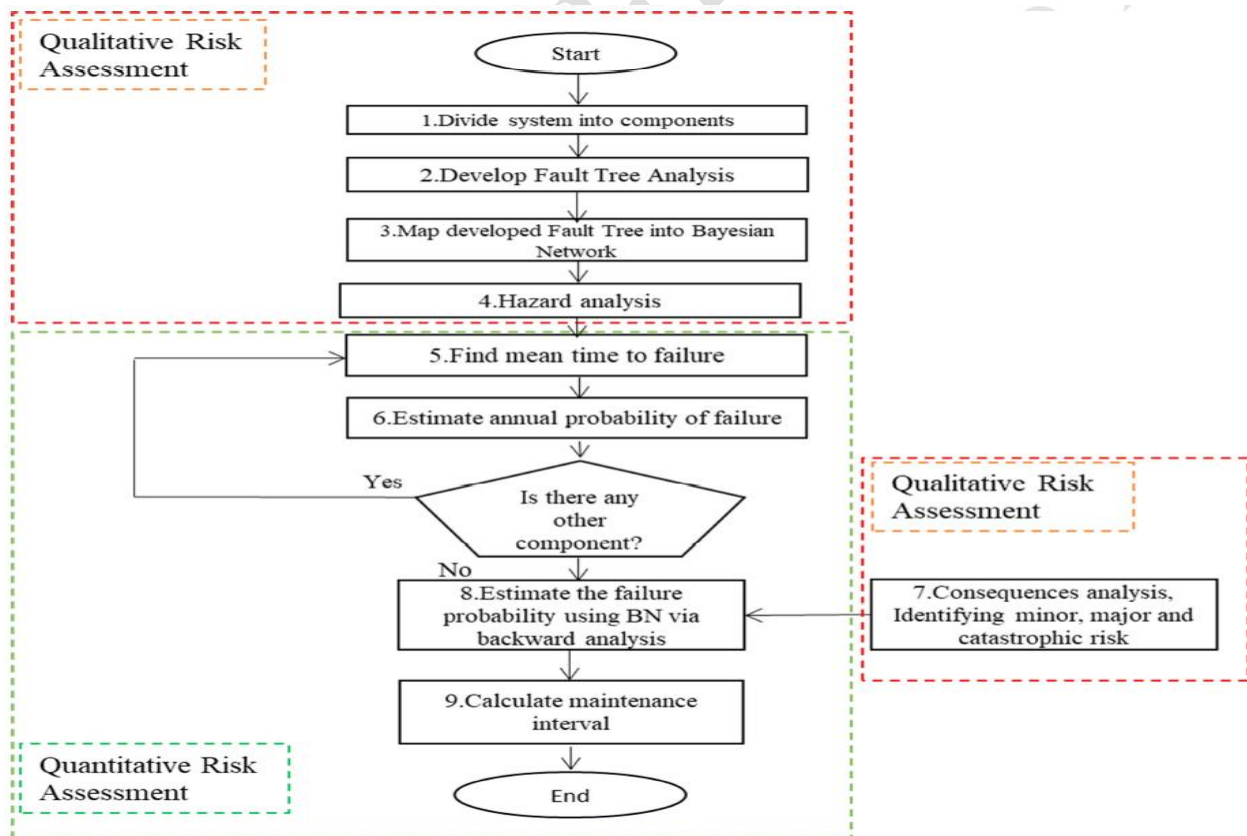 Qualitative Risk
Assessment
Start
1.Divide system into components
2.Develop Fault Tree Analysis
3.Map developed Fault Tree into Bayesian
Network
4.Hazard analysis
5.Find mean time to failure
6.Estimate annual probability of failure
Yes
Is there any
other
component?
No
Qualitative Risk
Assessment
7.Consequences analysis,
Identifying minor, major and
catastrophic risk
8.Estimate the failure
probability using BN via
backward analysis
9.Calculate maintenance
interval
Quantitative Risk
Assessment
End